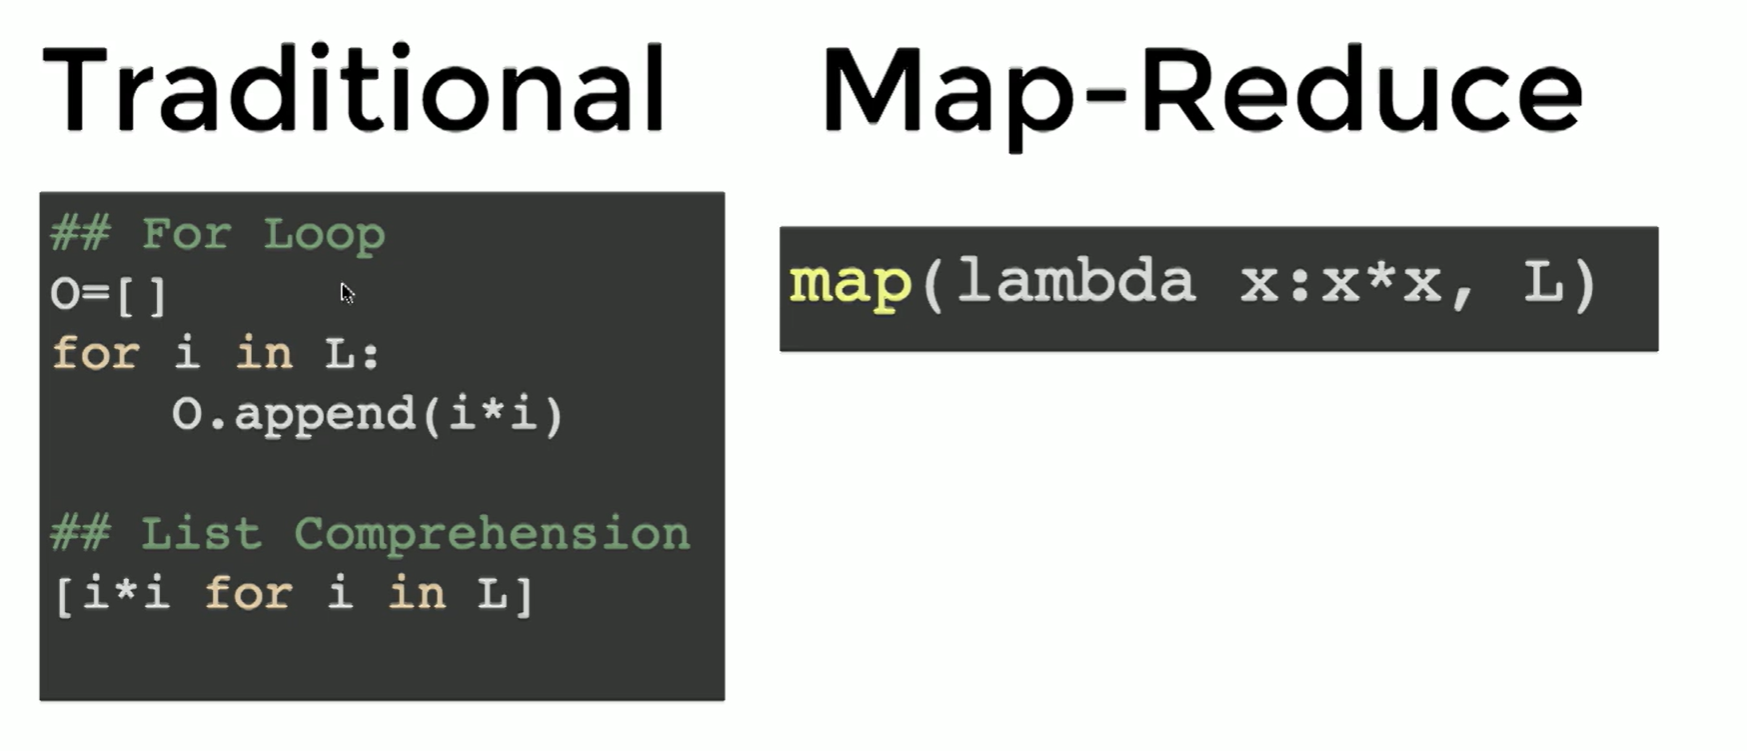 Traditional
## For Loop
O=[]
for i in L:
    O.append(i*i)
## List Comprehension
[i*i for i in L]
Map-Reduce
map(lambda x:x*x, L)